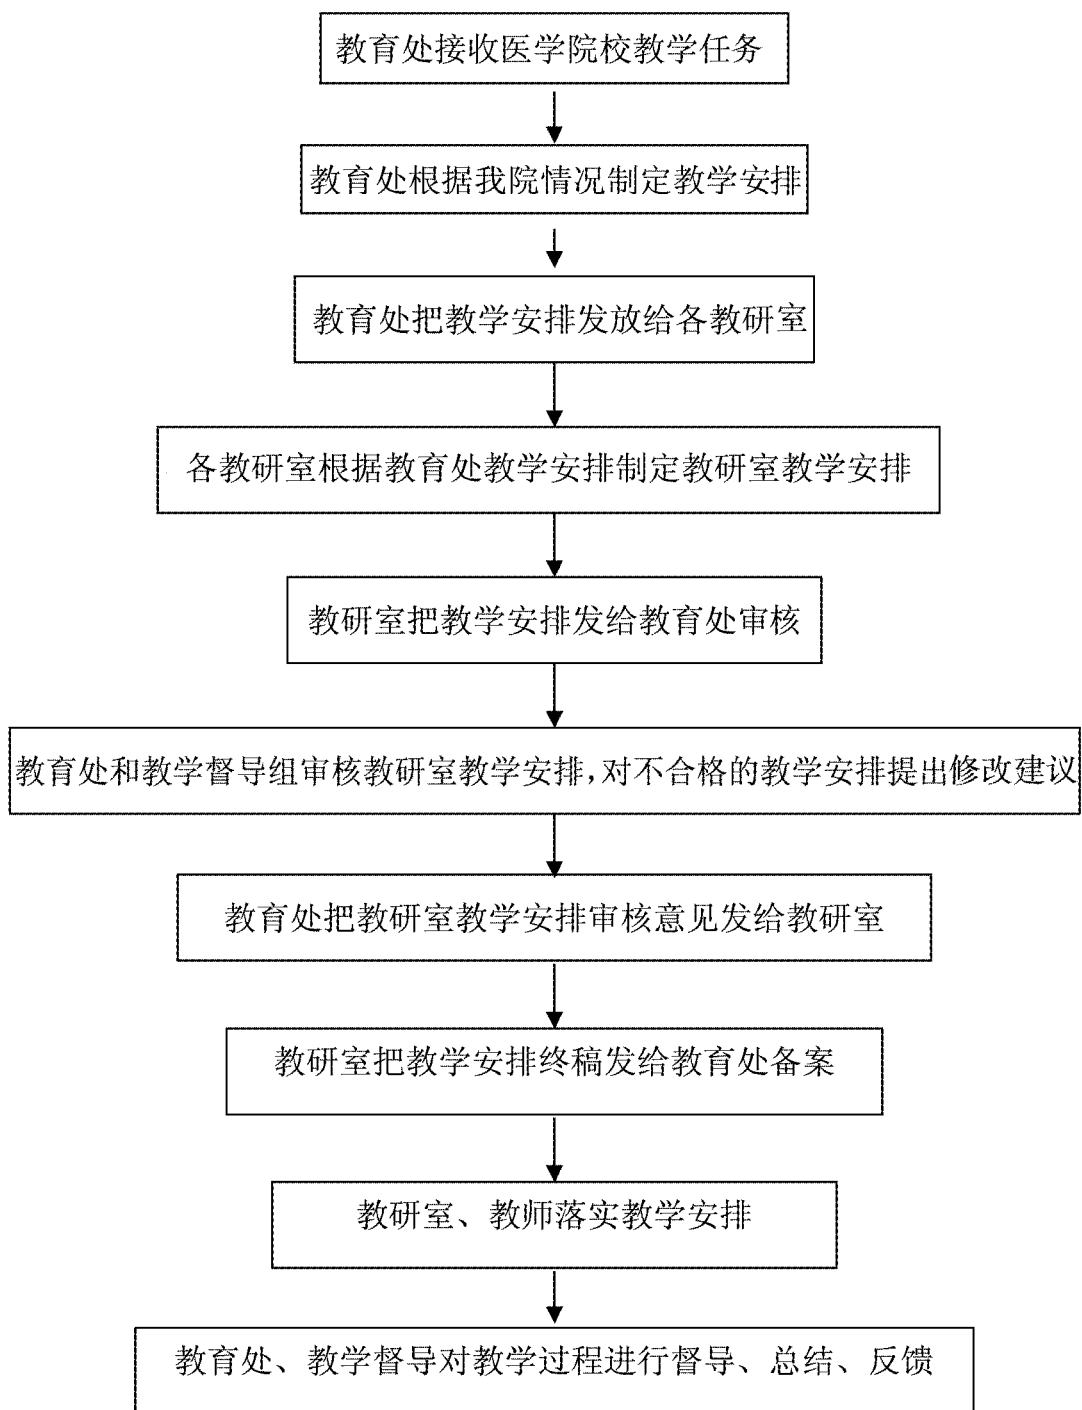 教育处接收医学院校教学任务
教育处根据我院情况制定教学安排
教育处把教学安排发放给各教研室
各教研室根据教育处教学安排制定教研室教学安排
教研室把教学安排发给教育处审核
教育处和教学督导组审核教研室教学安排，对不合格的教学安排提出修改建议
教育处把教研室教学安排审核意见发给教研室
教研室把教学安排终稿发给教育处备案
教研室、教师落实教学安排
教育处、教学督导对教学过程进行督导、总结、反馈